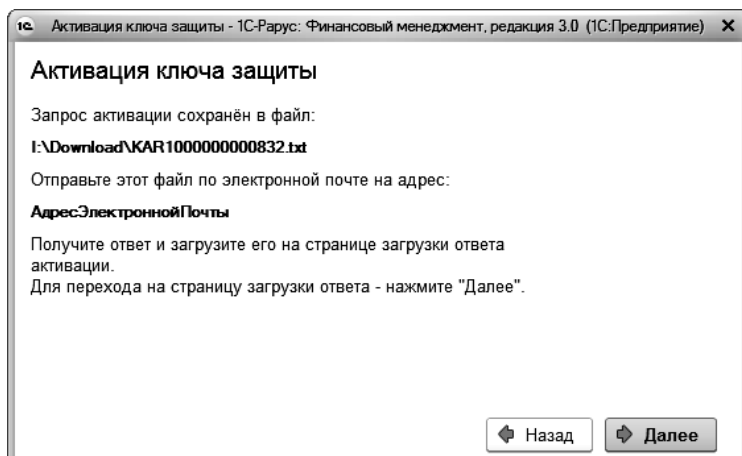 1С Активация ключа защиты - 1С-Рарус: Финансовый менеджмент, редакция 3.0 (1С:Предприятие)
Активация ключа защиты
Запрос активации сохранён в файл:
I:\Download\KAR1000000000832.txt
Отправьте этот файл по электронной почте на адрес:
АдресЭлектроннойПочты
Получите ответ и загрузите его на странице загрузки ответа
активации.
Для перехода на страницу загрузки ответа - нажмите "Далее".
Назад
Далее